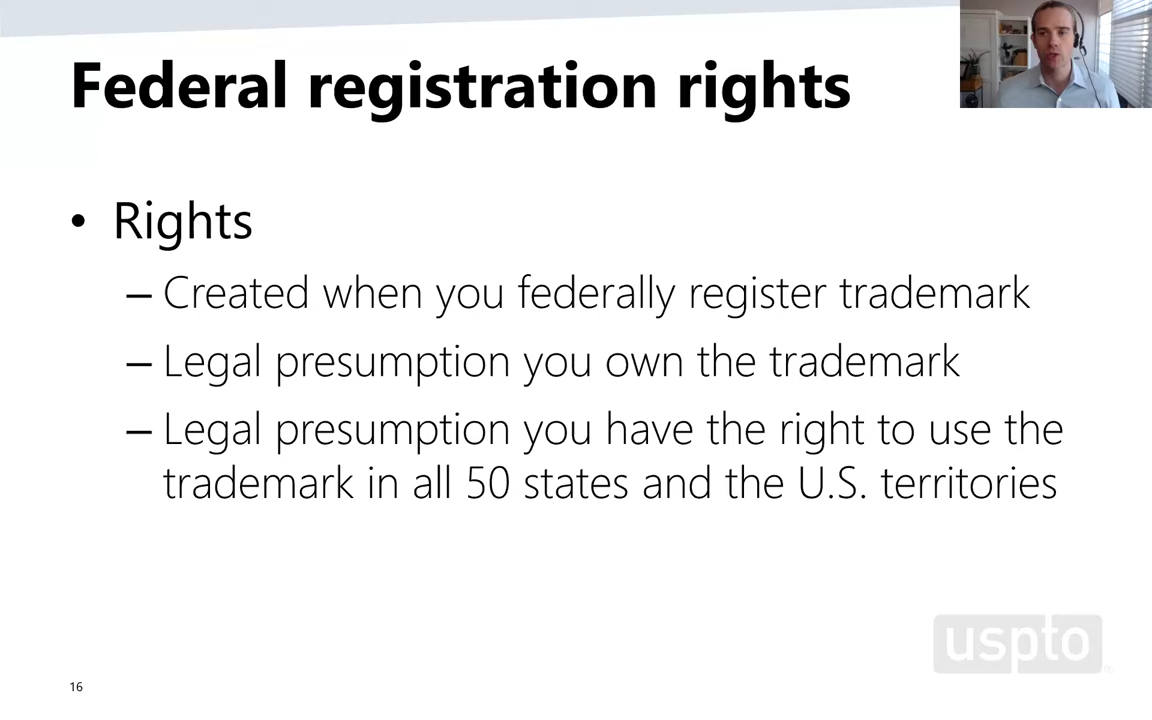 Federal registration rights
• Rights
– Created when you federally register trademark
– Legal presumption you own the trademark
– Legal presumption you have the right to use the
trademark in all 50 states and the U.S. territories
uspto®
16